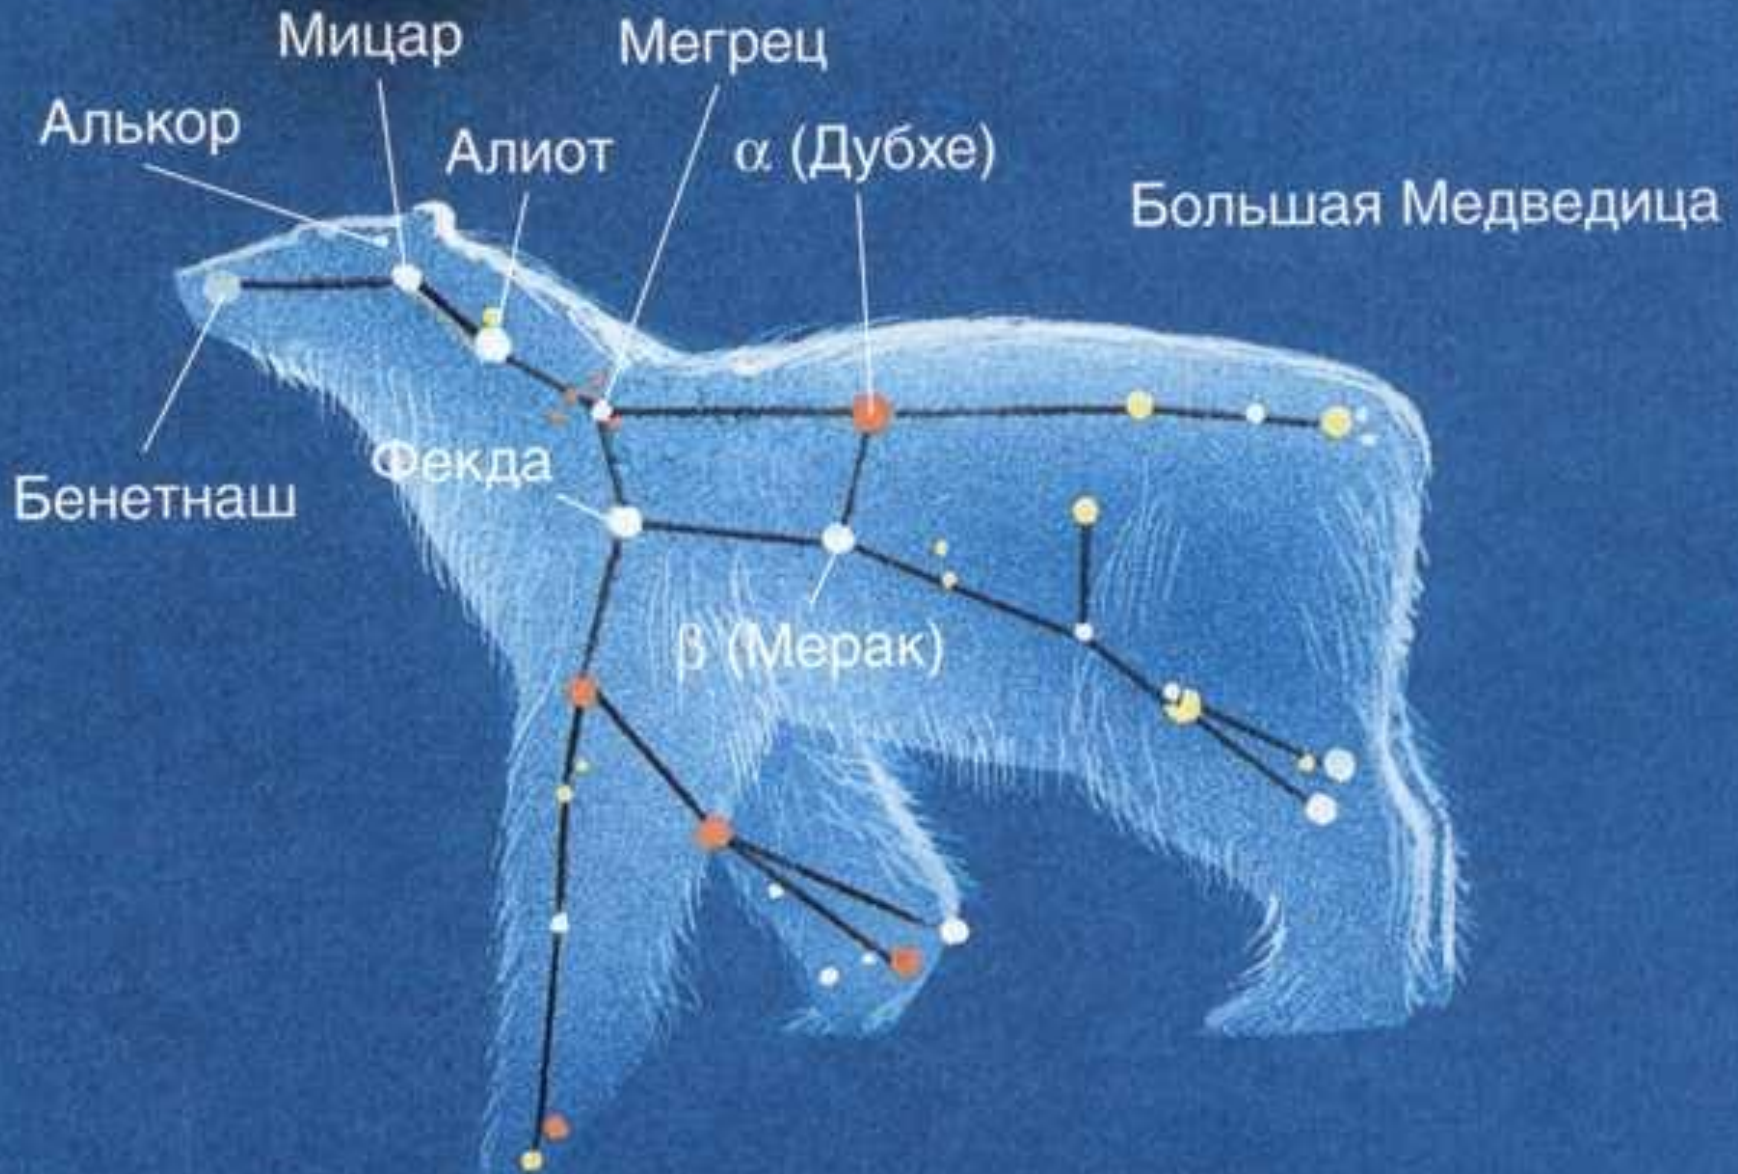 Мицар
Мегрец
Алькор
Алиот
α (Дубхе)
Большая Медведица
Фекда
Бенетнаш
β (Мерак)